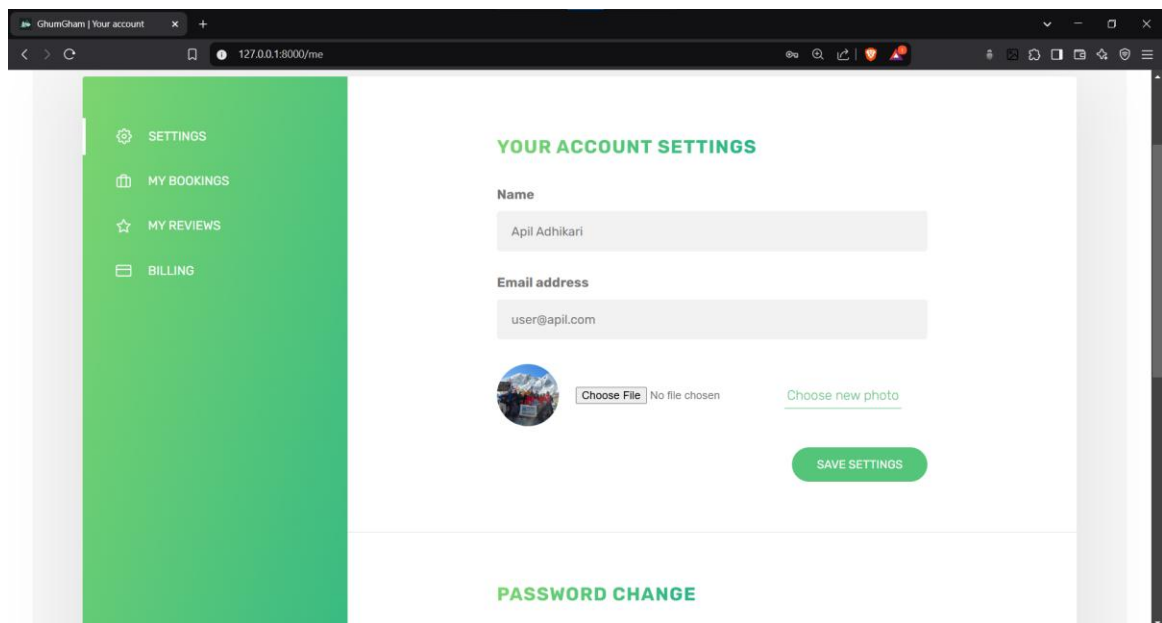 GhumGham | Your account
127.0.0.1:8000/me
SETTINGS
MY BOOKINGS
MY REVIEWS
BILLING
YOUR ACCOUNT SETTINGS
Name
Apil Adhikari
Email address
user@apil.com
Choose File No file chosen Choose new photo
SAVE SETTINGS
PASSWORD CHANGE